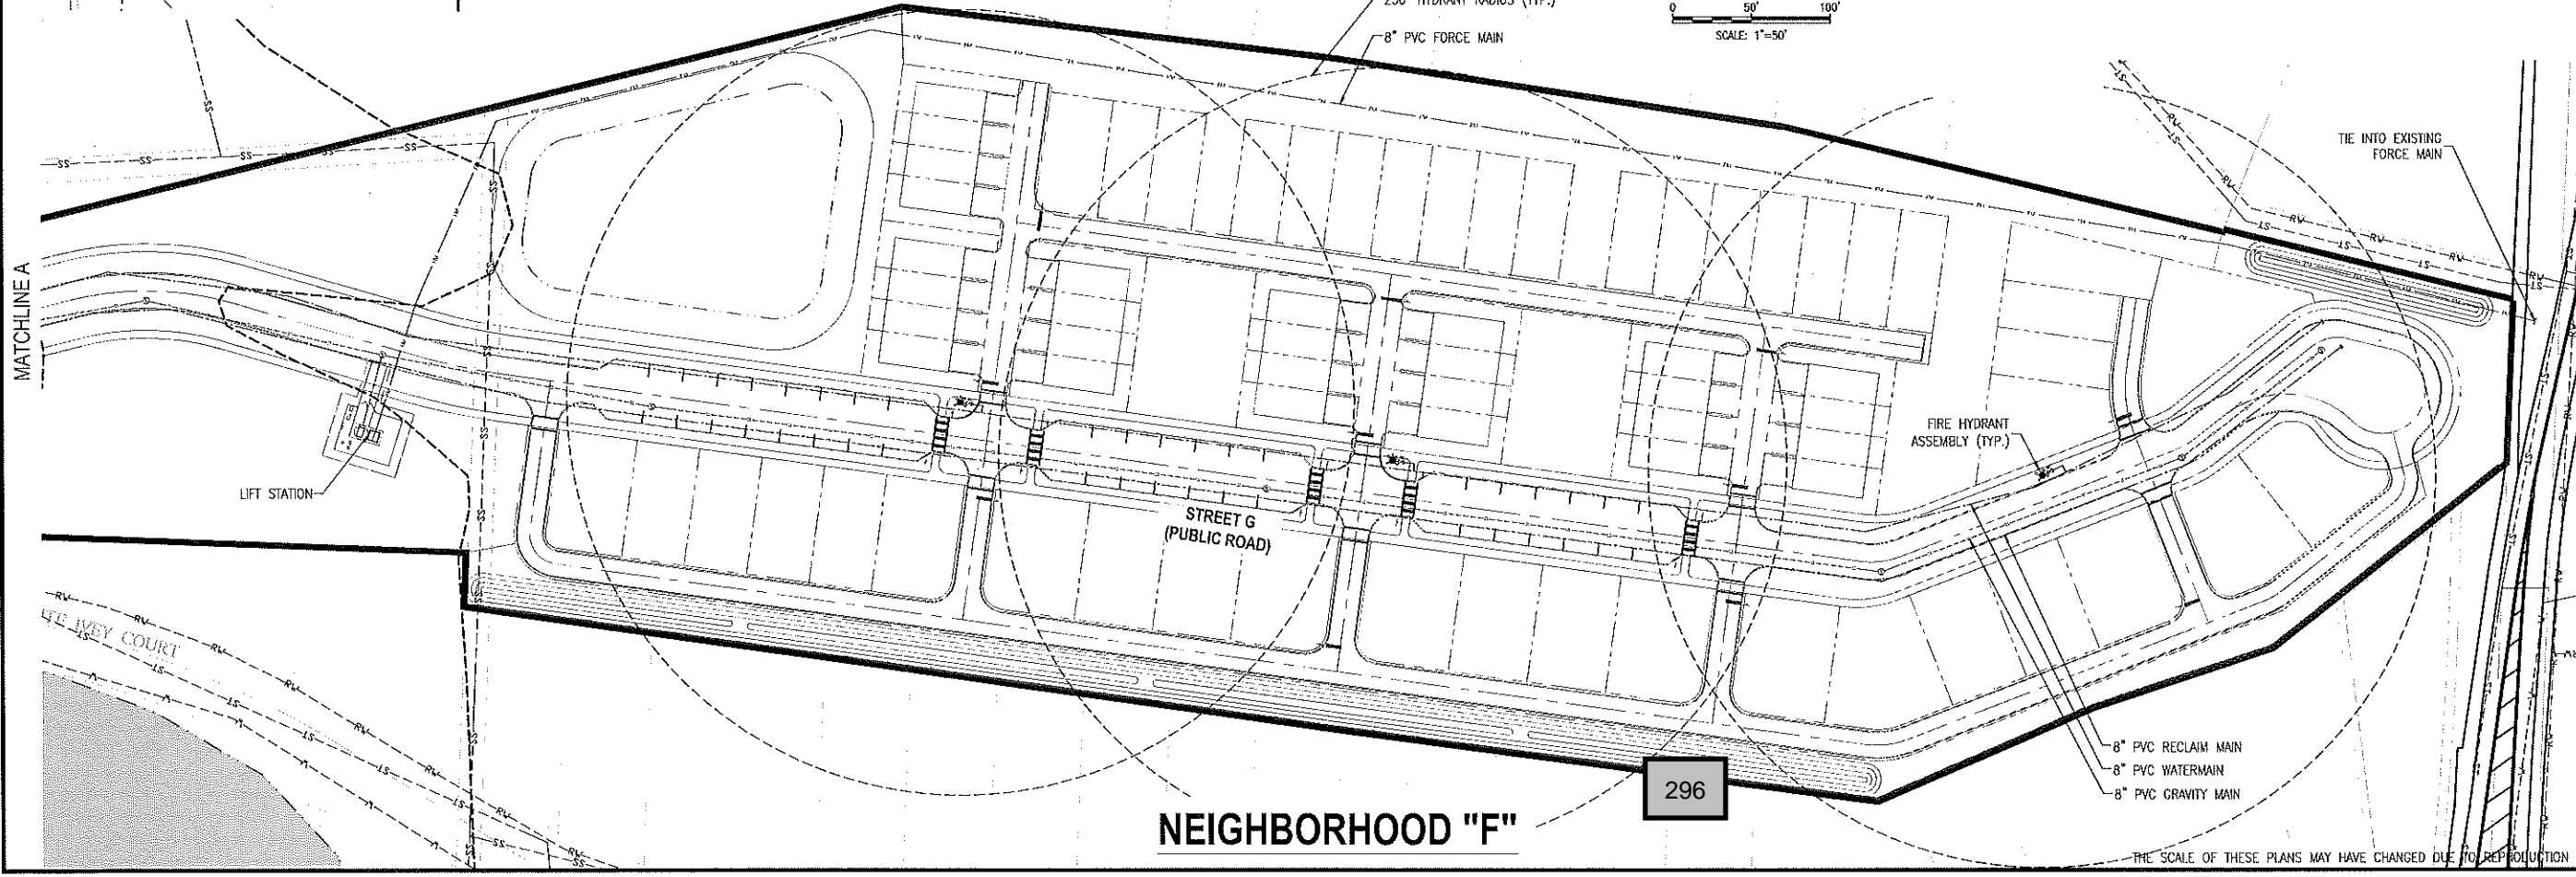 250' HYDRANT RADIUS (TYP.)
0 50' 100'
SCALE: 1"=50'
8" PVC FORCE MAIN
TIE INTO EXISTING
FORCE MAIN
MATCHLINE A
LIFT STATION
FIRE HYDRANT
ASSEMBLY (TYP.)
STREET G
(PUBLIC ROAD)
IVEY COURT
8" PVC RECLAIM MAIN
8" PVC WATERMAIN
8" PVC GRAVITY MAIN
296
NEIGHBORHOOD "F"
THE SCALE OF THESE PLANS MAY HAVE CHANGED DUE TO REPRODUCTION